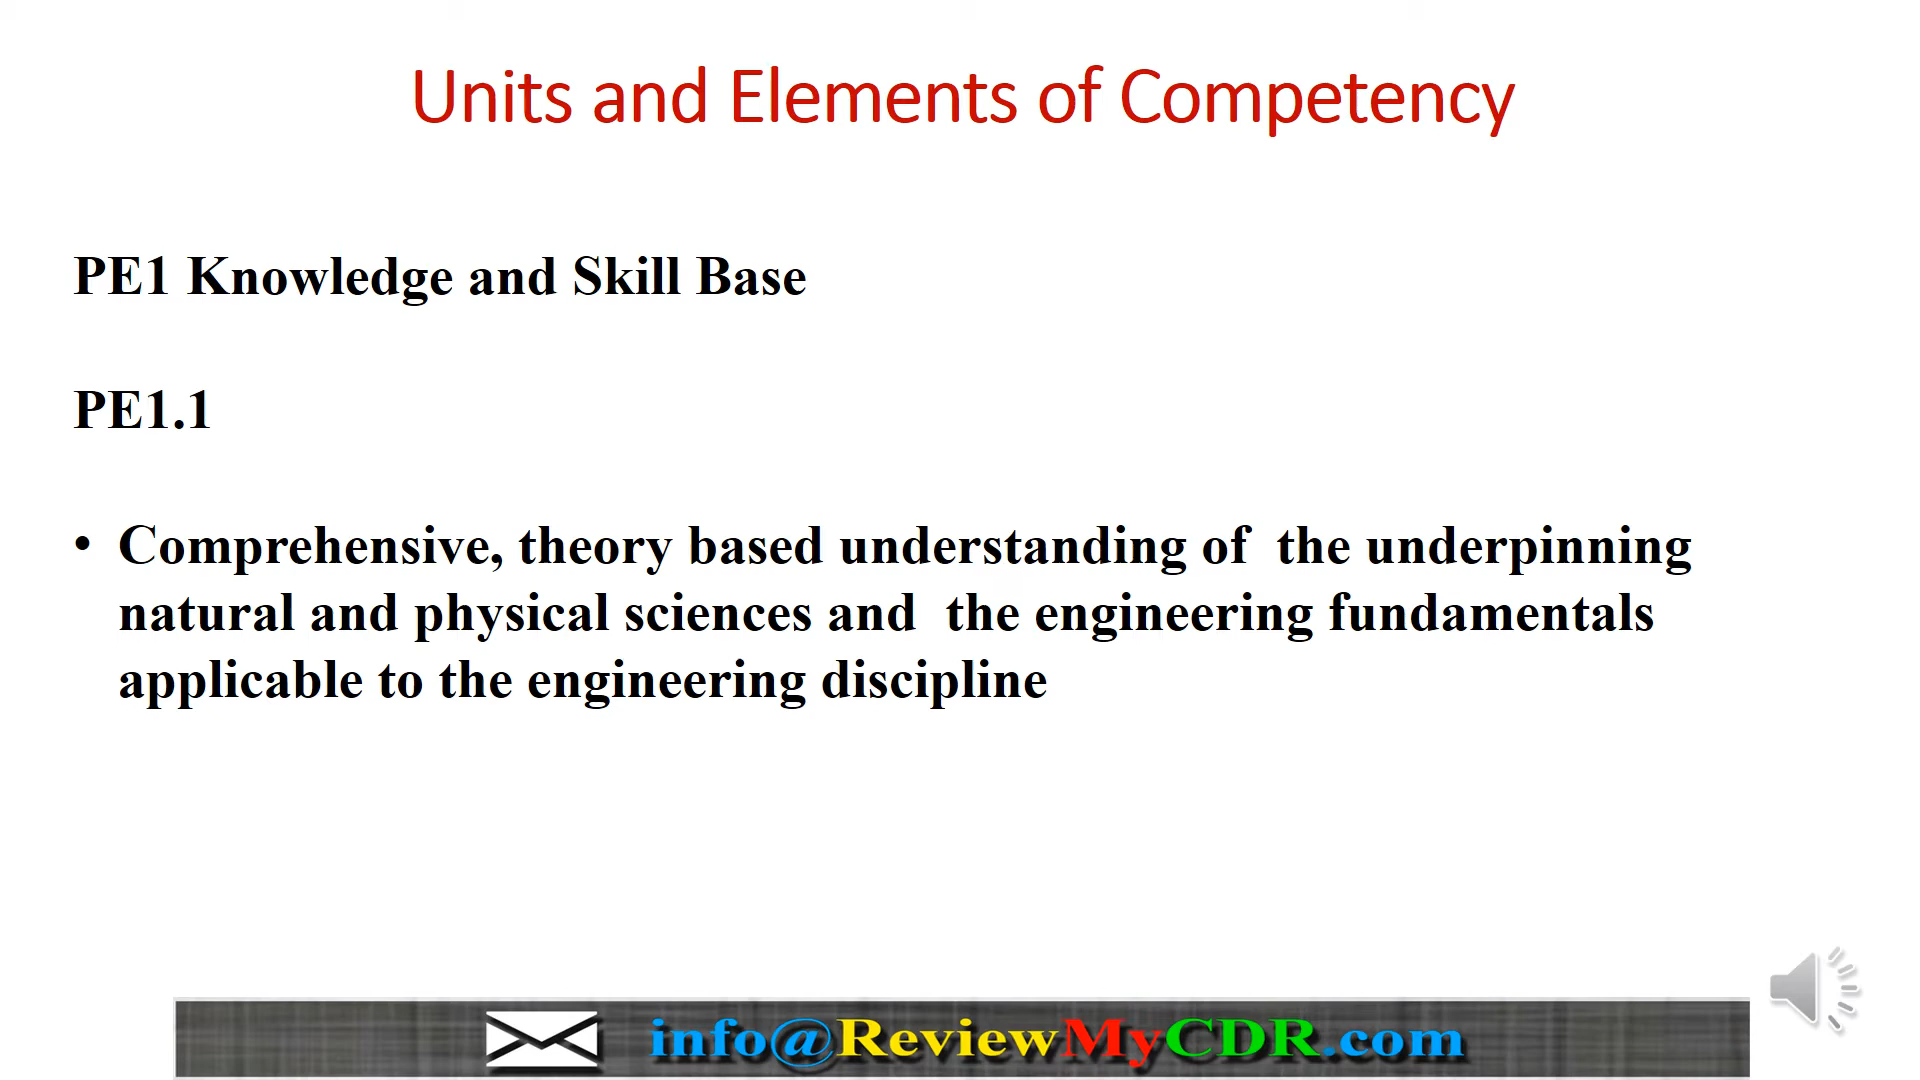 Units and Elements of Competency
PE1 Knowledge and Skill Base
PE1.1
• Comprehensive, theory based understanding of  the underpinning
natural and physical sciences and  the engineering fundamentals
applicable to the engineering discipline
info@ReviewMyCDR.com